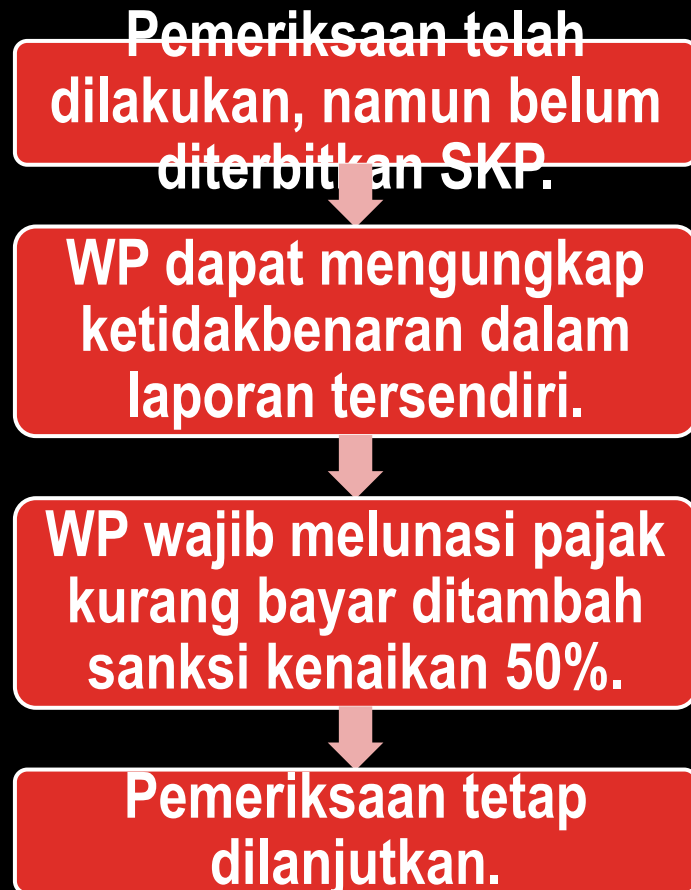 Pemeriksaan telah
dilakukan, namun belum
diterbitkan SKP.
WP dapat mengungkap
ketidakbenaran dalam
laporan tersendiri.
WP wajib melunasi pajak
kurang bayar ditambah
sanksi kenaikan 50%.
Pemeriksaan tetap
dilanjutkan.